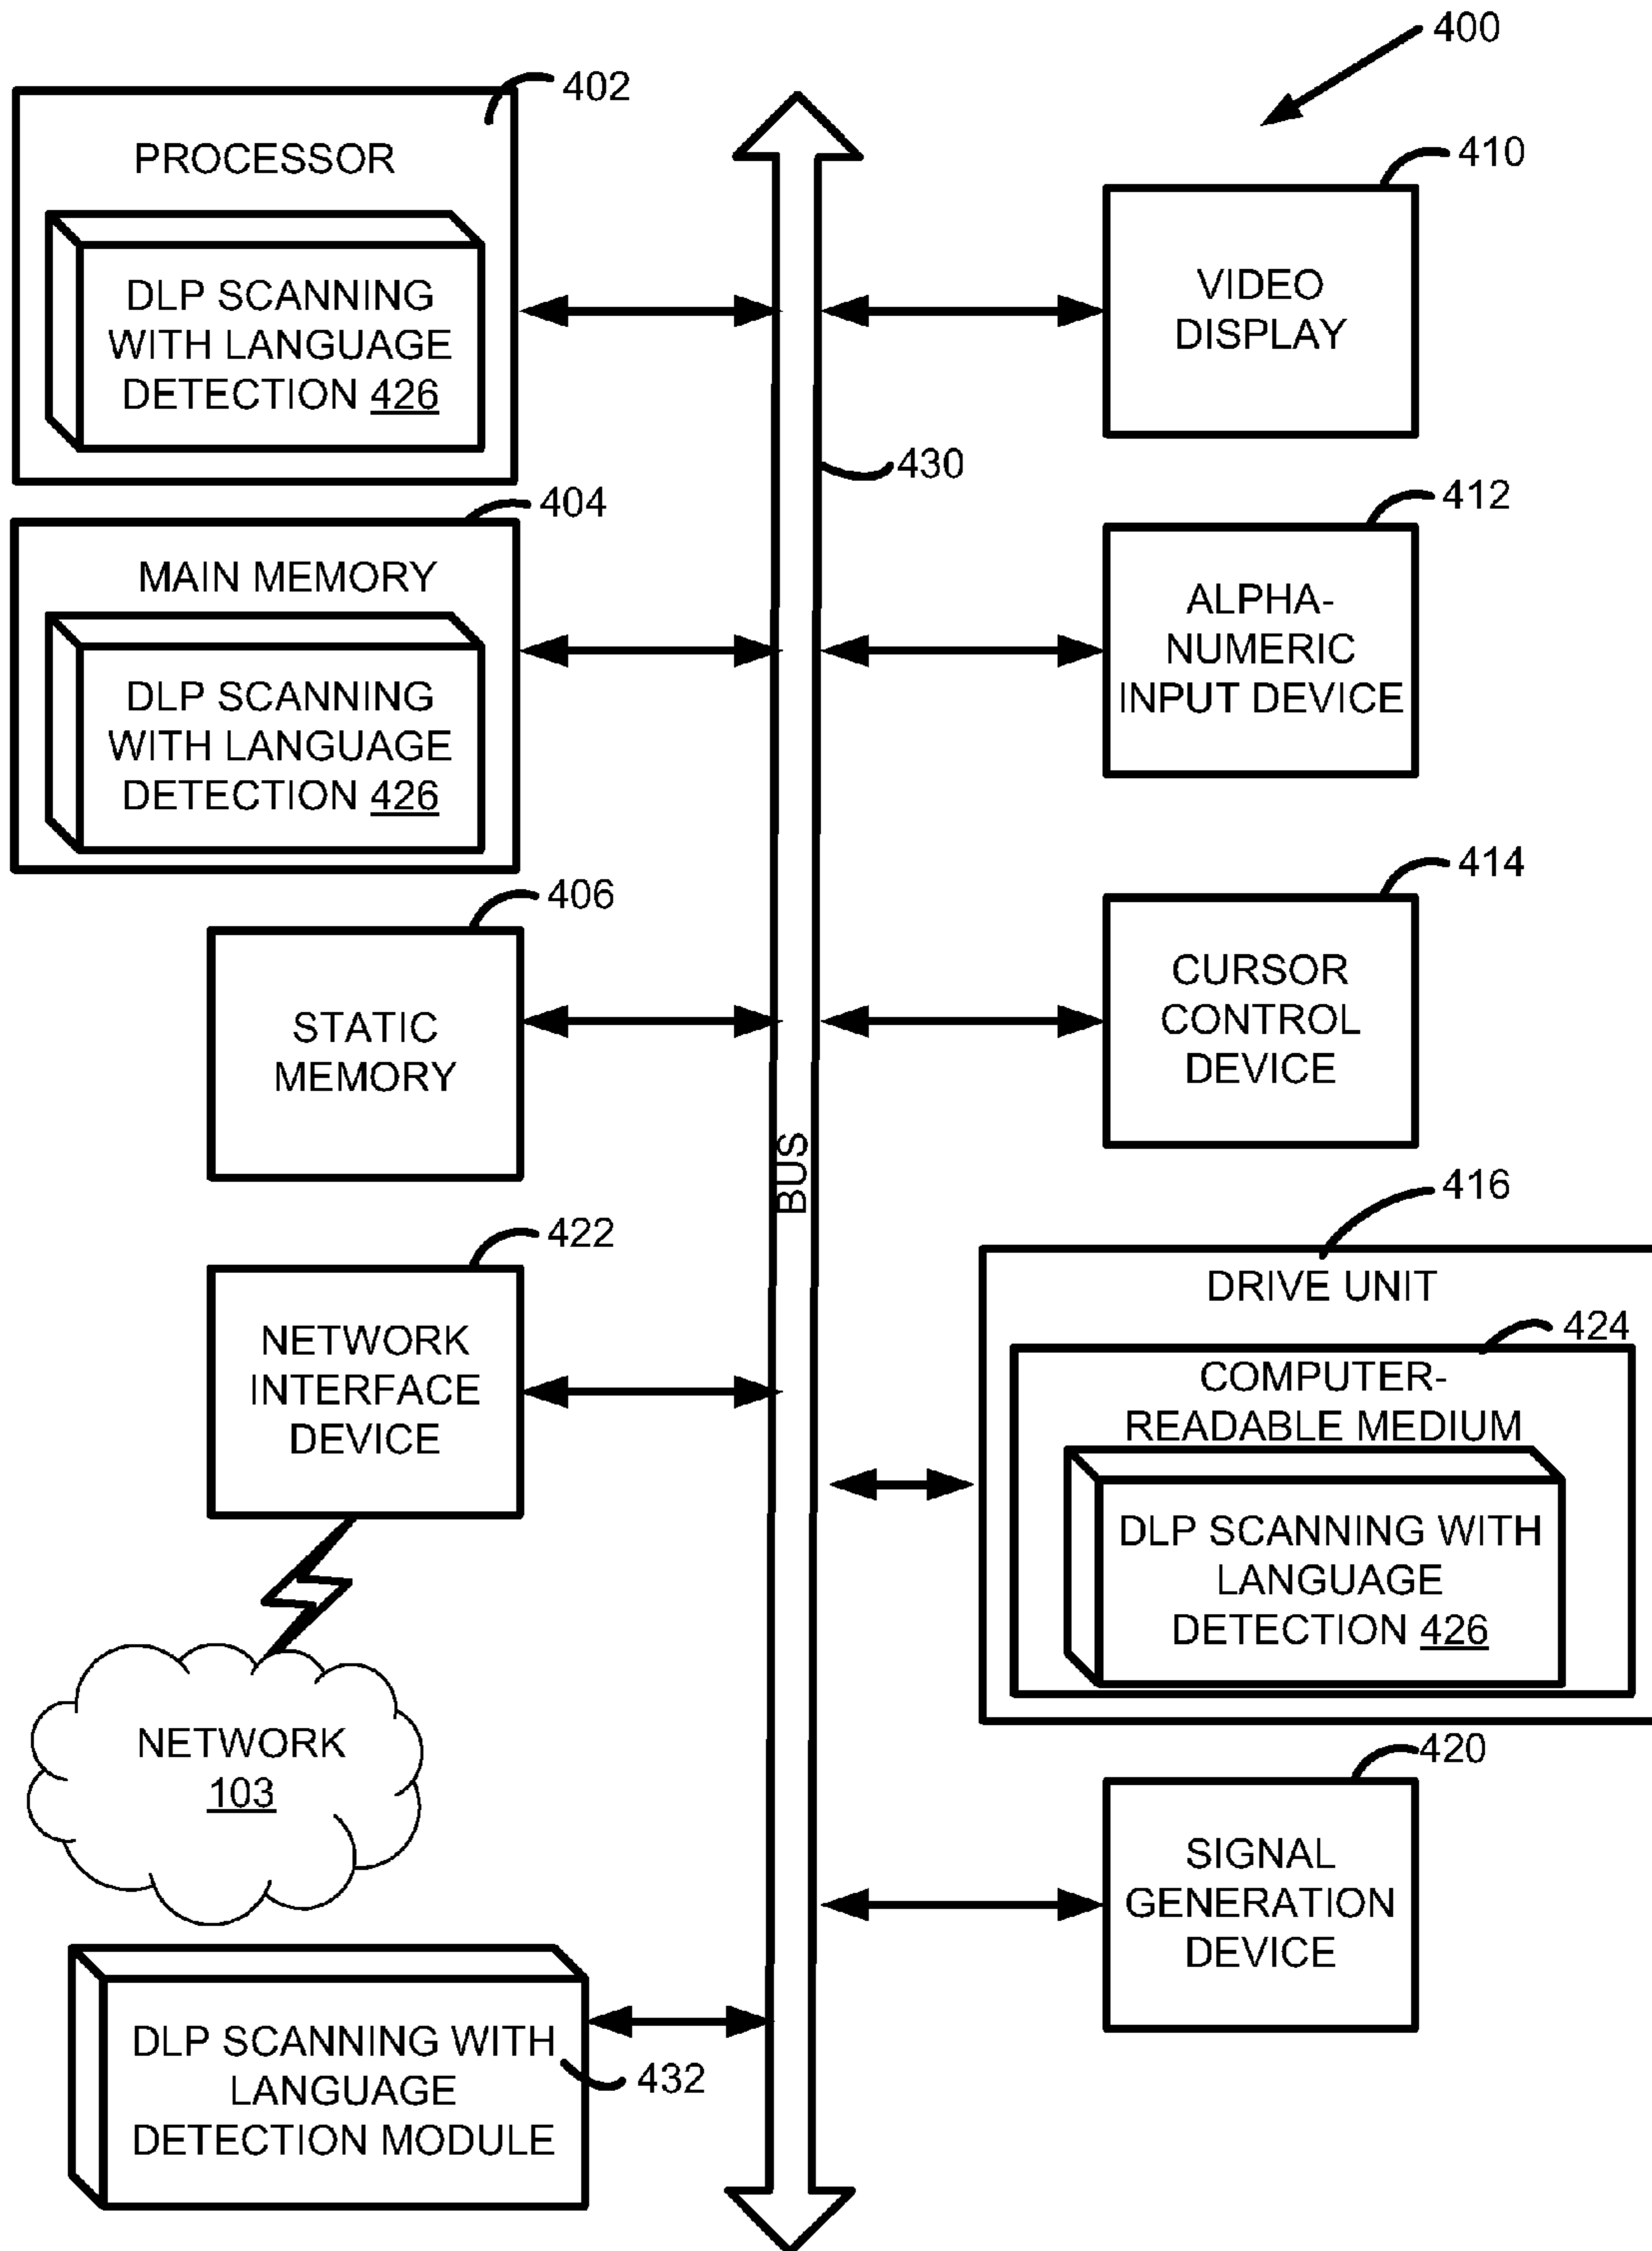 400
402
PROCESSOR
DLP SCANNING
WITH LANGUAGE
DETECTION 426
410
VIDEO
DISPLAY
430
404
MAIN MEMORY
DLP SCANNING
WITH LANGUAGE
DETECTION 426
412
ALPHA-
NUMERIC
INPUT DEVICE
406
STATIC
MEMORY
414
CURSOR
CONTROL
DEVICE
BUS
422
NETWORK
INTERFACE
DEVICE
416
DRIVE UNIT
424
COMPUTER-
READABLE MEDIUM
DLP SCANNING WITH
LANGUAGE
DETECTION 426
NETWORK
103
420
SIGNAL
GENERATION
DEVICE
DLP SCANNING WITH
LANGUAGE
DETECTION MODULE
432